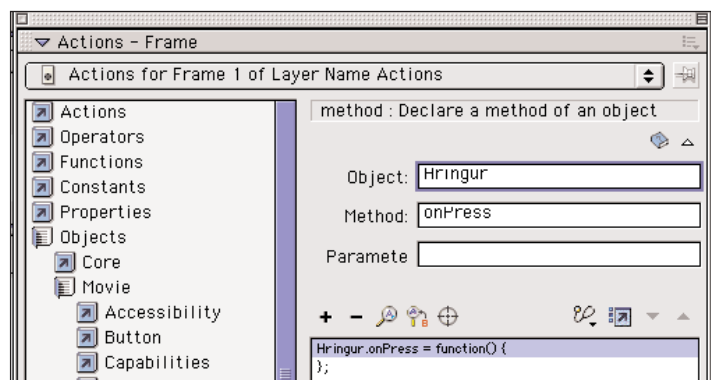 Actions - Frame
Actions for Frame 1 of Layer Name Actions
Actions
Operators
Functions
Constants
Properties
Objects
Core
Movie
Accessibility
Button
Capabilities
method : Declare a method of an object
Object: Hringur
Method: onPress
Paramete
Hringur.onPress = function() {
};